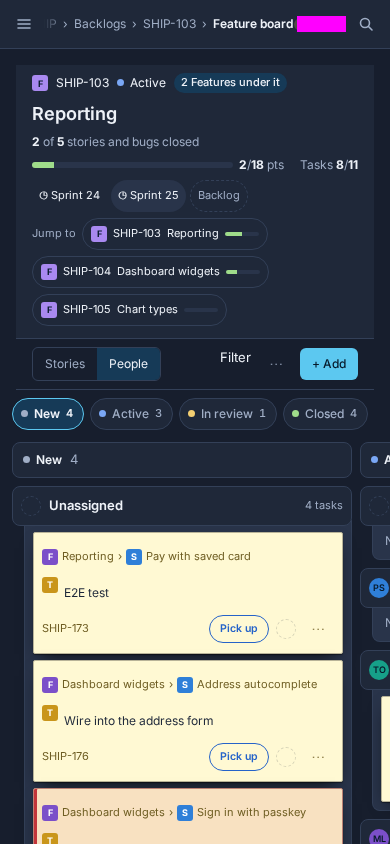 IP › Backlogs › SHIP-103 › Feature board
F SHIP-103 Active 2 Features under it
Reporting
2 of 5 stories and bugs closed
2/18 pts Tasks 8/11
Sprint 24 Sprint 25 Backlog
Jump to F SHIP-103 Reporting
F SHIP-104 Dashboard widgets
F SHIP-105 Chart types
Stories People Filter ... + Add
New 4 Active 3 In review 1 Closed 4
New 4 A
Unassigned 4 tasks
N
F Reporting › S Pay with saved card
T E2E test
PS
SHIP-173 Pick up ...
N
TO
F Dashboard widgets › S Address autocomplete
T Wire into the address form
SHIP-176 Pick up ...
F Dashboard widgets › S Sign in with passkey
T
ML